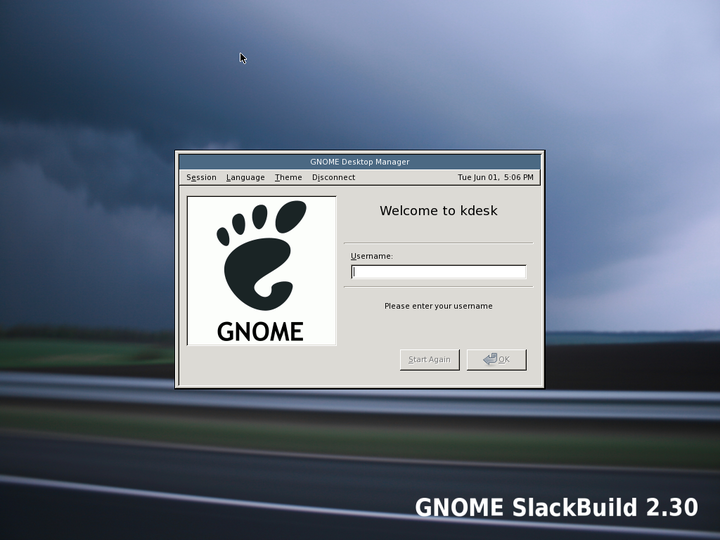 GNOME Desktop Manager
Session Language Theme Disconnect Tue Jun 01, 5:06 PM
GNOME
Welcome to kdesk
Username:
Please enter your username
Start Again OK
GNOME SlackBuild 2.30